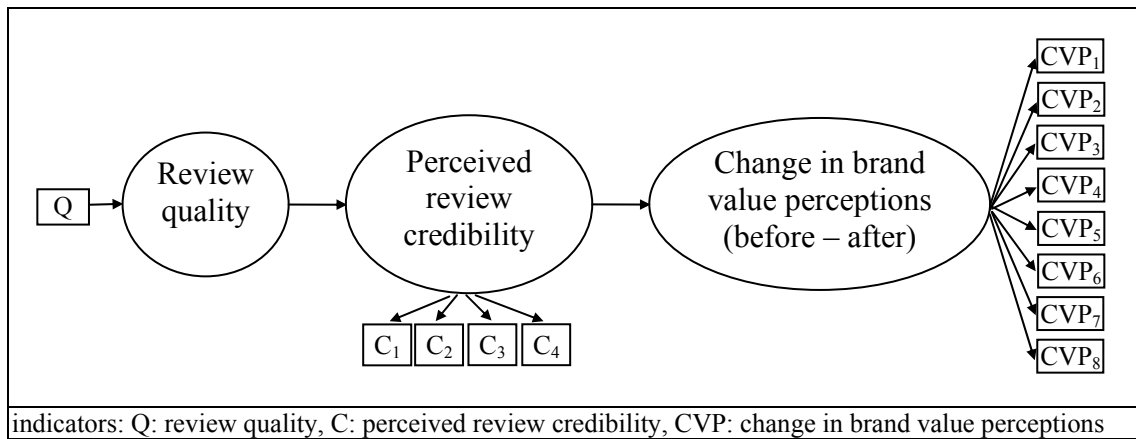 Q
Review
quality
Perceived
review
credibility
C₁ C₂ C₃ C₄
Change in brand
value perceptions
(before – after)
CVP₁
CVP₂
CVP₃
CVP₄
CVP₅
CVP₆
CVP₇
CVP₈
indicators: Q: review quality, C: perceived review credibility, CVP: change in brand value perceptions